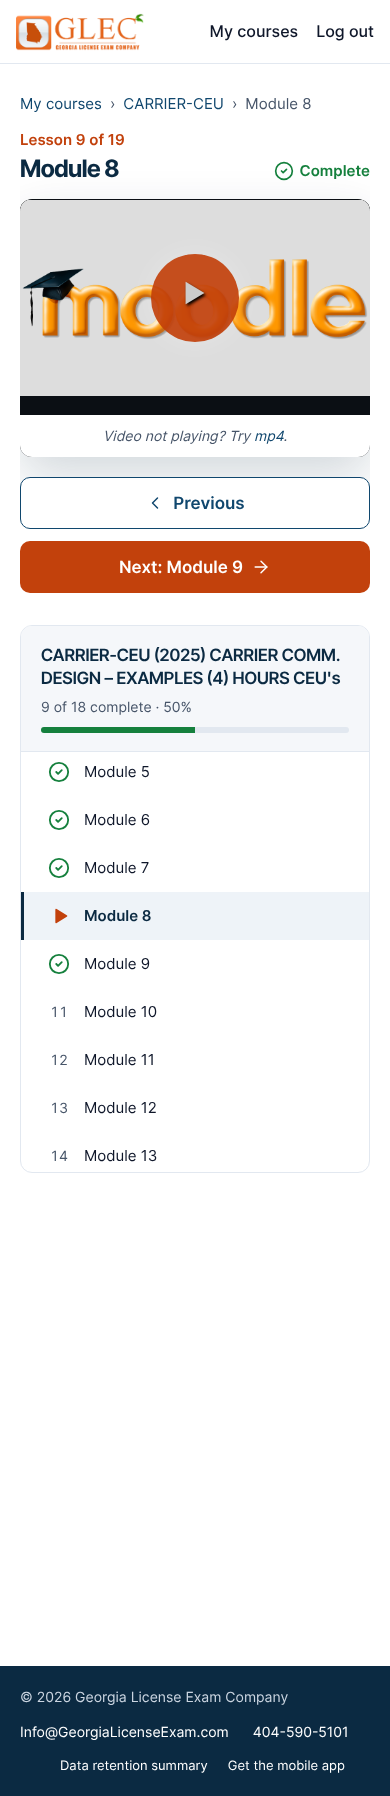 GLEC
GEORGIA LICENSE EXAM COMPANY
My courses
Log out
My courses › CARRIER-CEU › Module 8
Lesson 9 of 19
Module 8
Complete
moodle
Video not playing? Try mp4.
Previous
Next: Module 9
CARRIER-CEU (2025) CARRIER COMM.
DESIGN – EXAMPLES (4) HOURS CEU's
9 of 18 complete · 50%
Module 5
Module 6
Module 7
Module 8
Module 9
11 Module 10
12 Module 11
13 Module 12
14 Module 13
© 2026 Georgia License Exam Company
Info@GeorgiaLicenseExam.com 404-590-5101
Data retention summary Get the mobile app